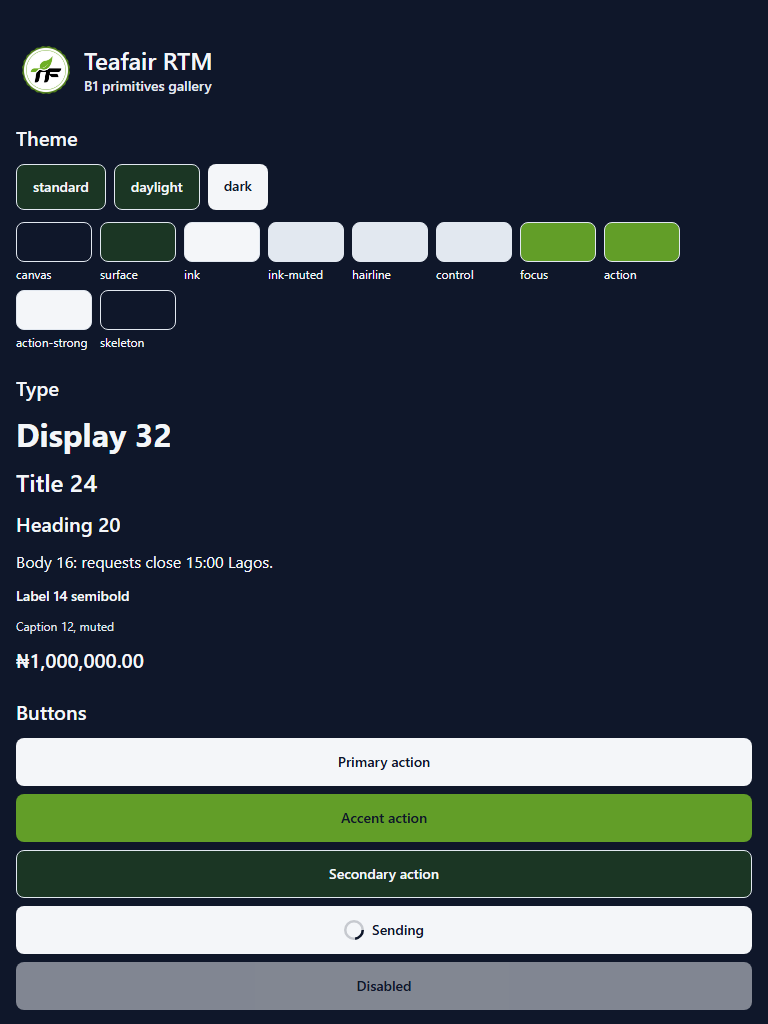 TF
Teafair RTM
B1 primitives gallery
Theme
standard daylight dark
canvas surface ink ink-muted hairline control focus action
action-strong skeleton
Type
Display 32
Title 24
Heading 20
Body 16: requests close 15:00 Lagos.
Label 14 semibold
Caption 12, muted
₦1,000,000.00
Buttons
Primary action
Accent action
Secondary action
Sending
Disabled